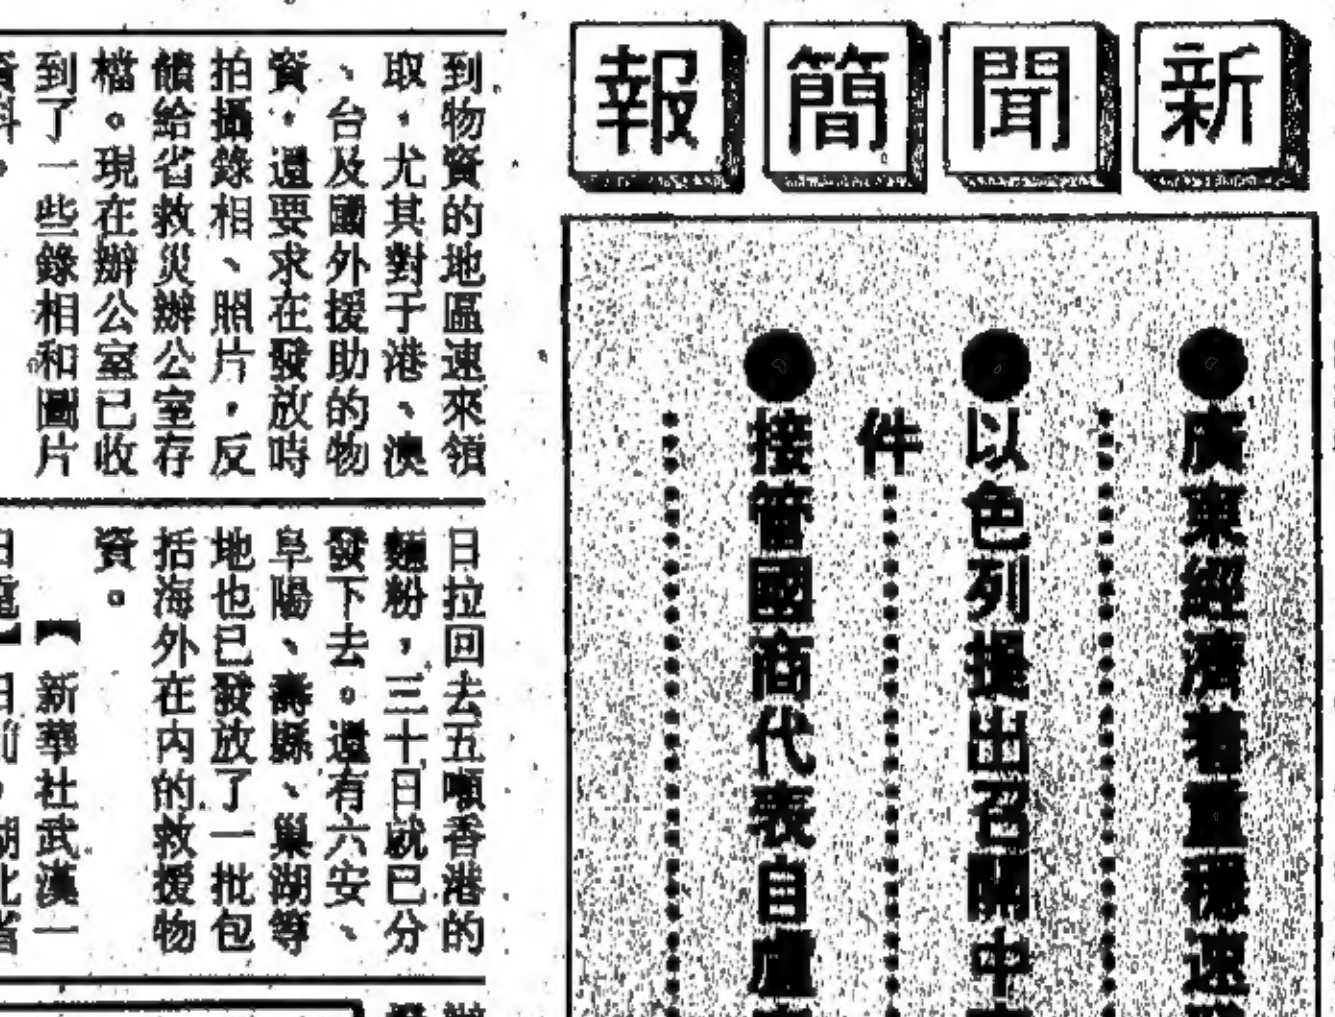 新聞簡報
廣東經濟着重穩速
以色列提出召開中
件
接管國商代表自
到物資的地區速來領
取，尤其對于港、澳
、台及國外援助的物
資，還要求在發放時
拍攝錄相、照片，反
饋給省救災辦公室存
檔。現在辦公室已收
到了一些錄相和圖片
資料。
日拉回去五噸香港的
麵粉，三十日就已分
發下去。還有六安、
阜陽、壽縣、巢湖等
地也已發放了一批包
括海外在內的救援物
資。
【新華社武漢一